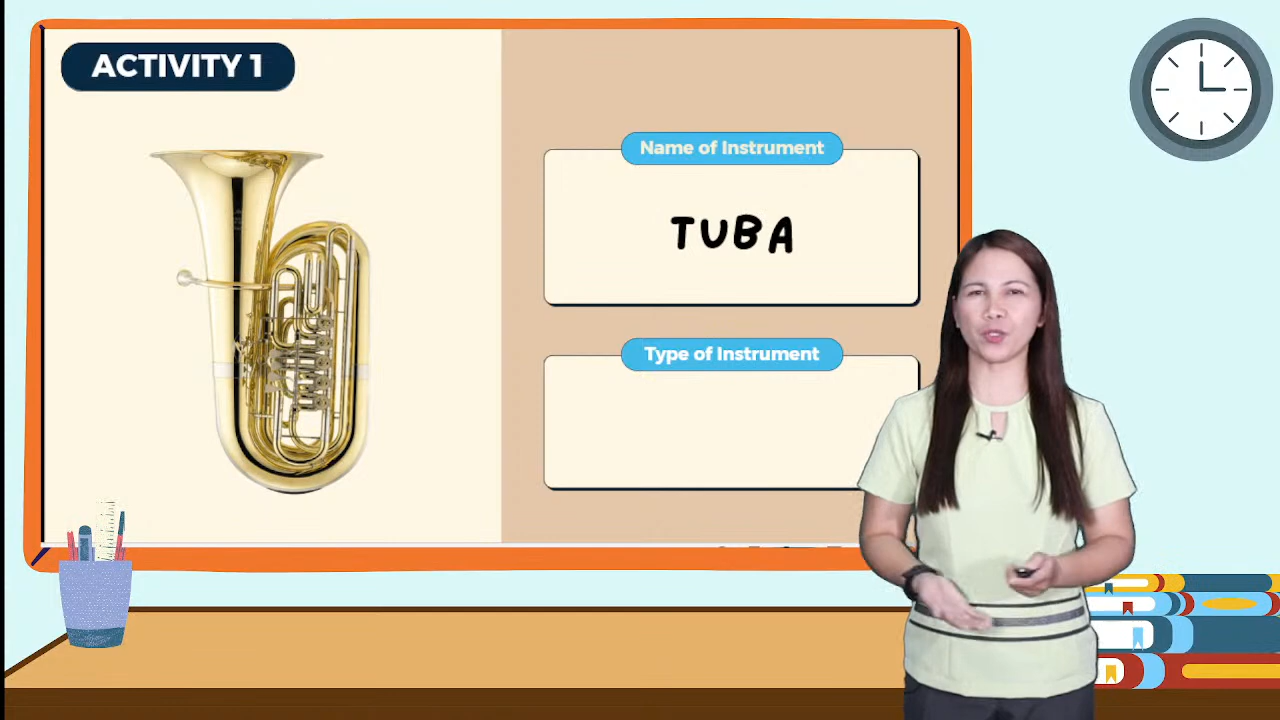 ACTIVITY 1
Name of Instrument
TUBA
Type of Instrument